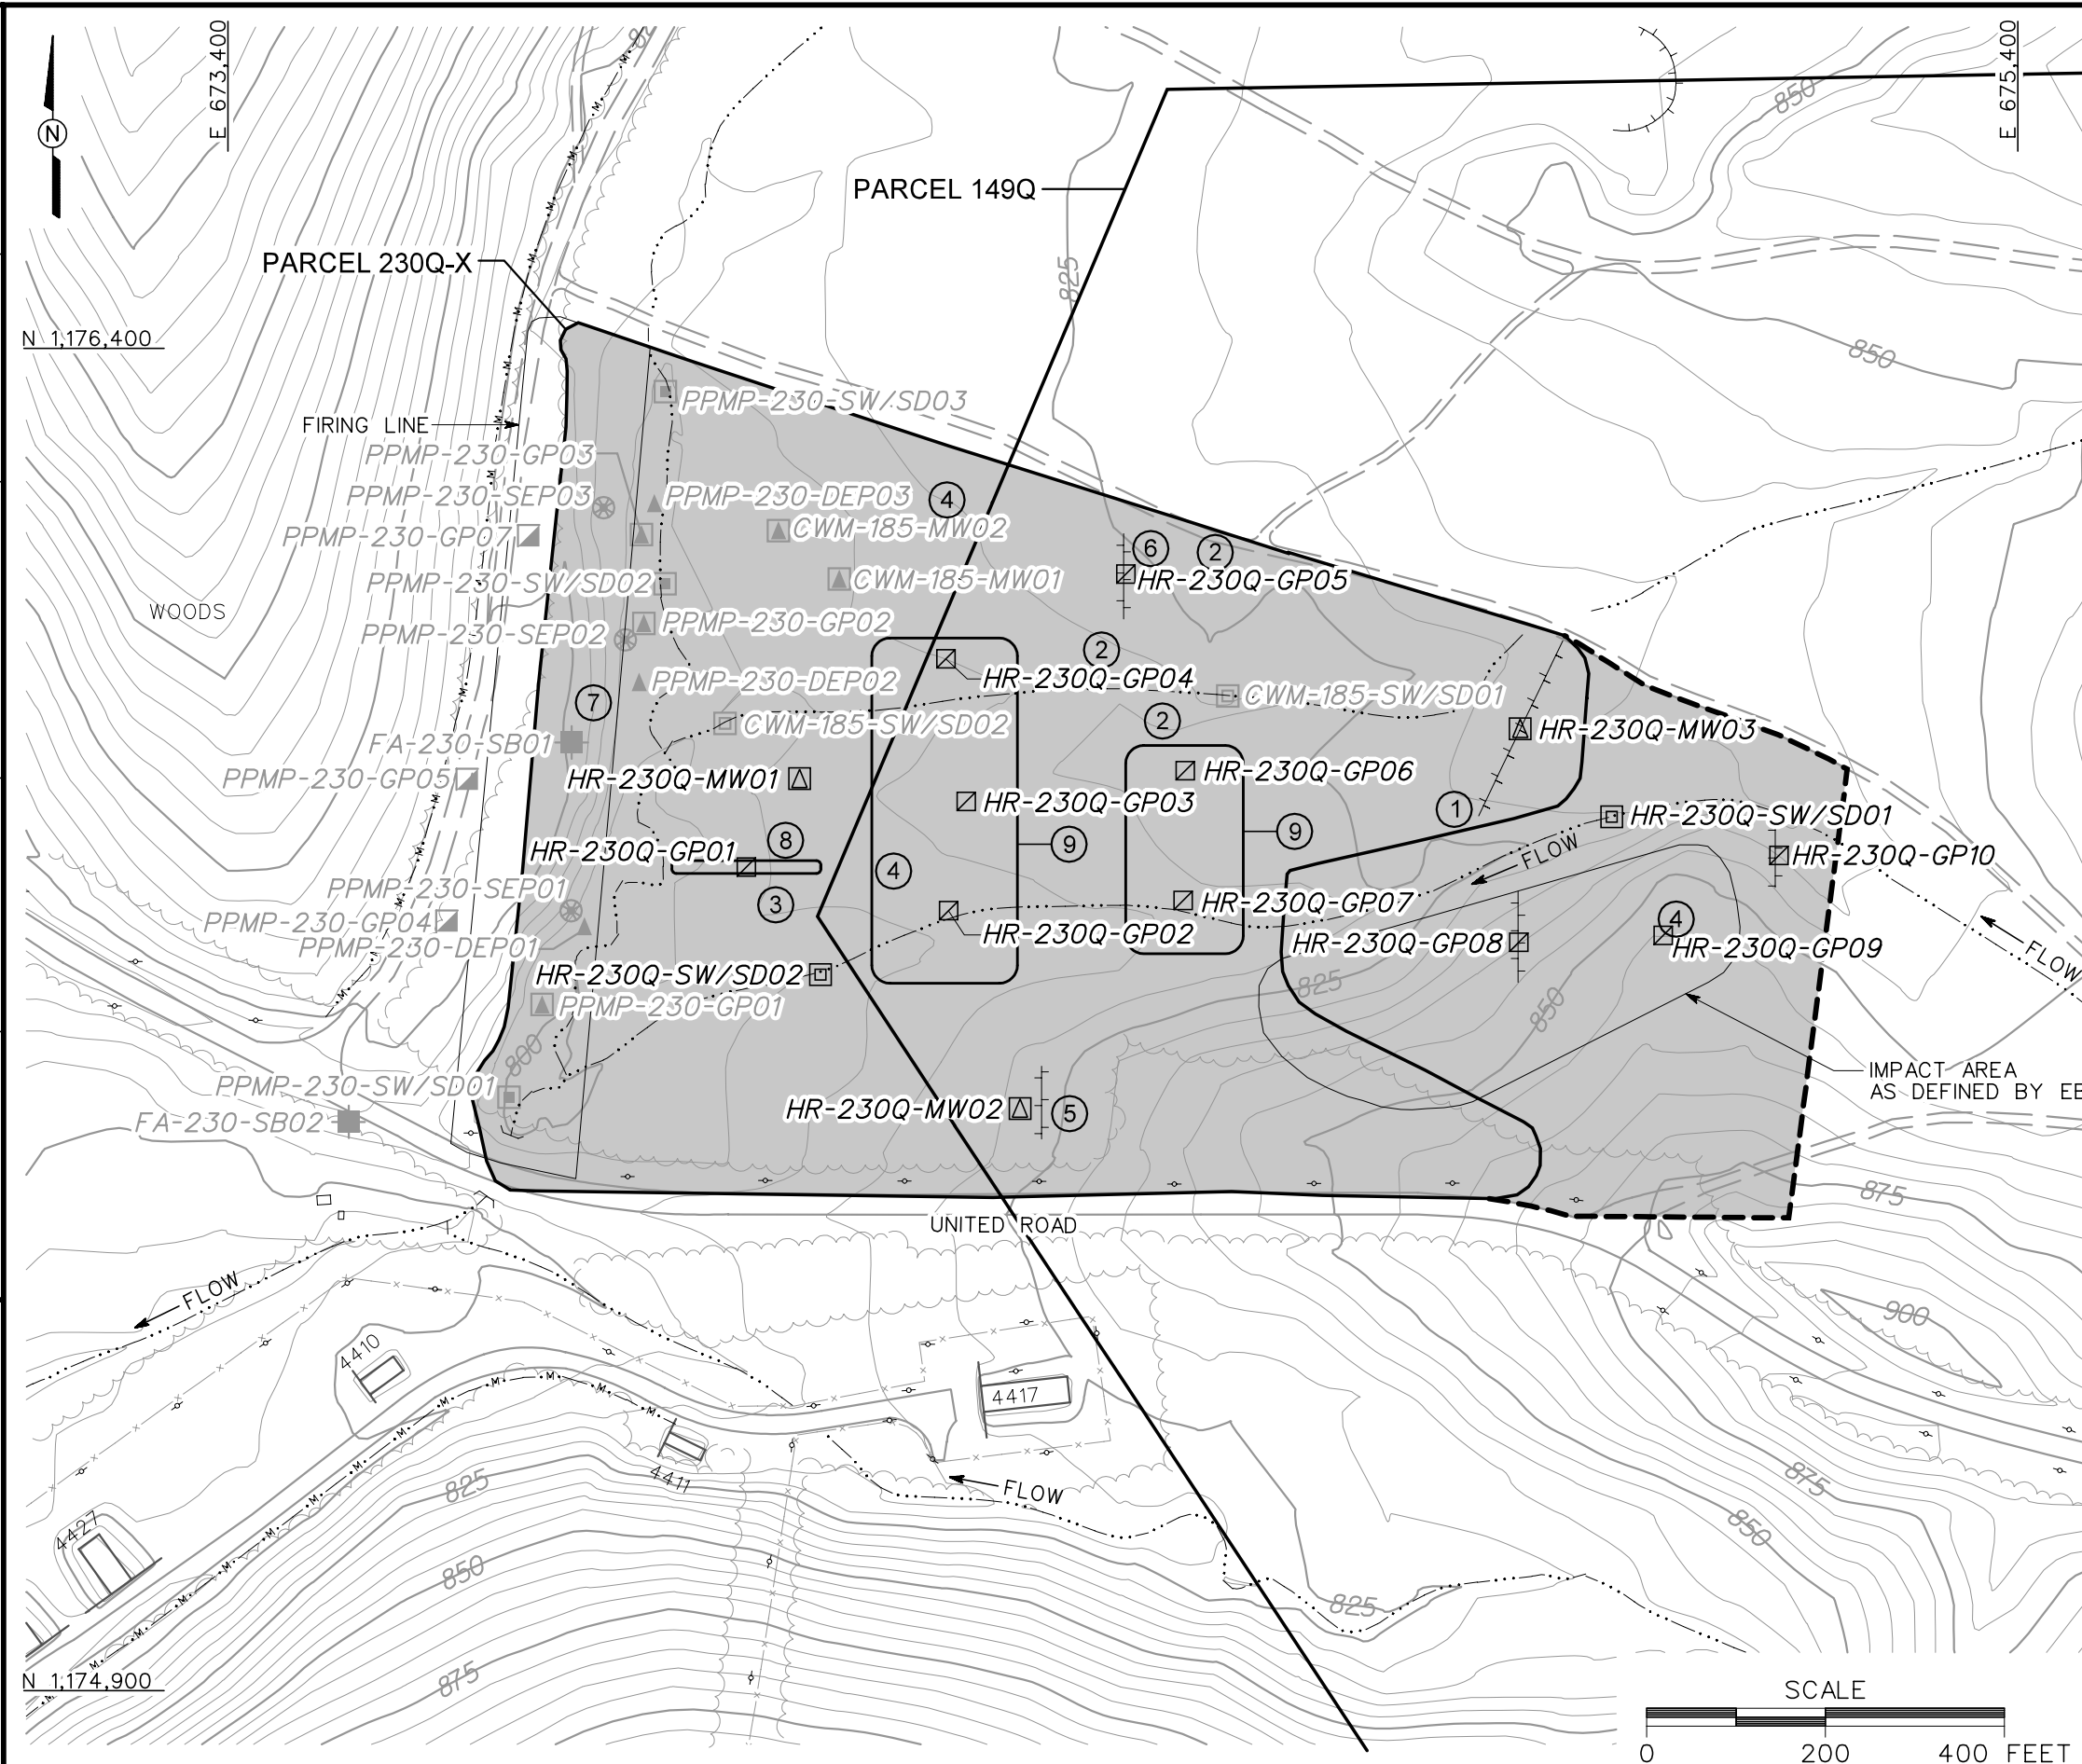 E 673,400
E 675,400
N
80
850
PARCEL 149Q
825
PARCEL 230Q-X
N 1,176,400
850
PPMP-230-SW/SD03
FIRING LINE
PPMP-230-GP03
PPMP-230-SEP03
PPMP-230-DEP03
4
PPMP-230-GP07
CWM-185-MW02
6
2
PPMP-230-SW/SD02
CWM-185-MW01
HR-230Q-GP05
WOODS
PPMP-230-SEP02
PPMP-230-GP02
2
PPMP-230-DEP02
HR-230Q-GP04
CWM-185-SW/SD01
7
2
CWM-185-SW/SD02
HR-230Q-MW03
FA-230-SB01
PPMP-230-GP05
HR-230Q-MW01
HR-230Q-GP06
HR-230Q-GP03
1
HR-230Q-SW/SD01
8
9
9
HR-230Q-GP01
FLOW
HR-230Q-GP10
4
PPMP-230-SEP01
3
HR-230Q-GP07
PPMP-230-GP04
4
PPMP-230-DEP01
HR-230Q-GP02
HR-230Q-GP08
HR-230Q-GP09
FLOW
HR-230Q-SW/SD02
825
850
PPMP-230-GP01
800
IMPACT AREA
AS DEFINED BY EB
PPMP-230-SW/SD01
FA-230-SB02
HR-230Q-MW02
5
875
UNITED ROAD
FLOW
900
4410
4417
4411
825
FLOW
875
850
4427
850
825
875
N 1,174,900
SCALE
0 200 400 FEET